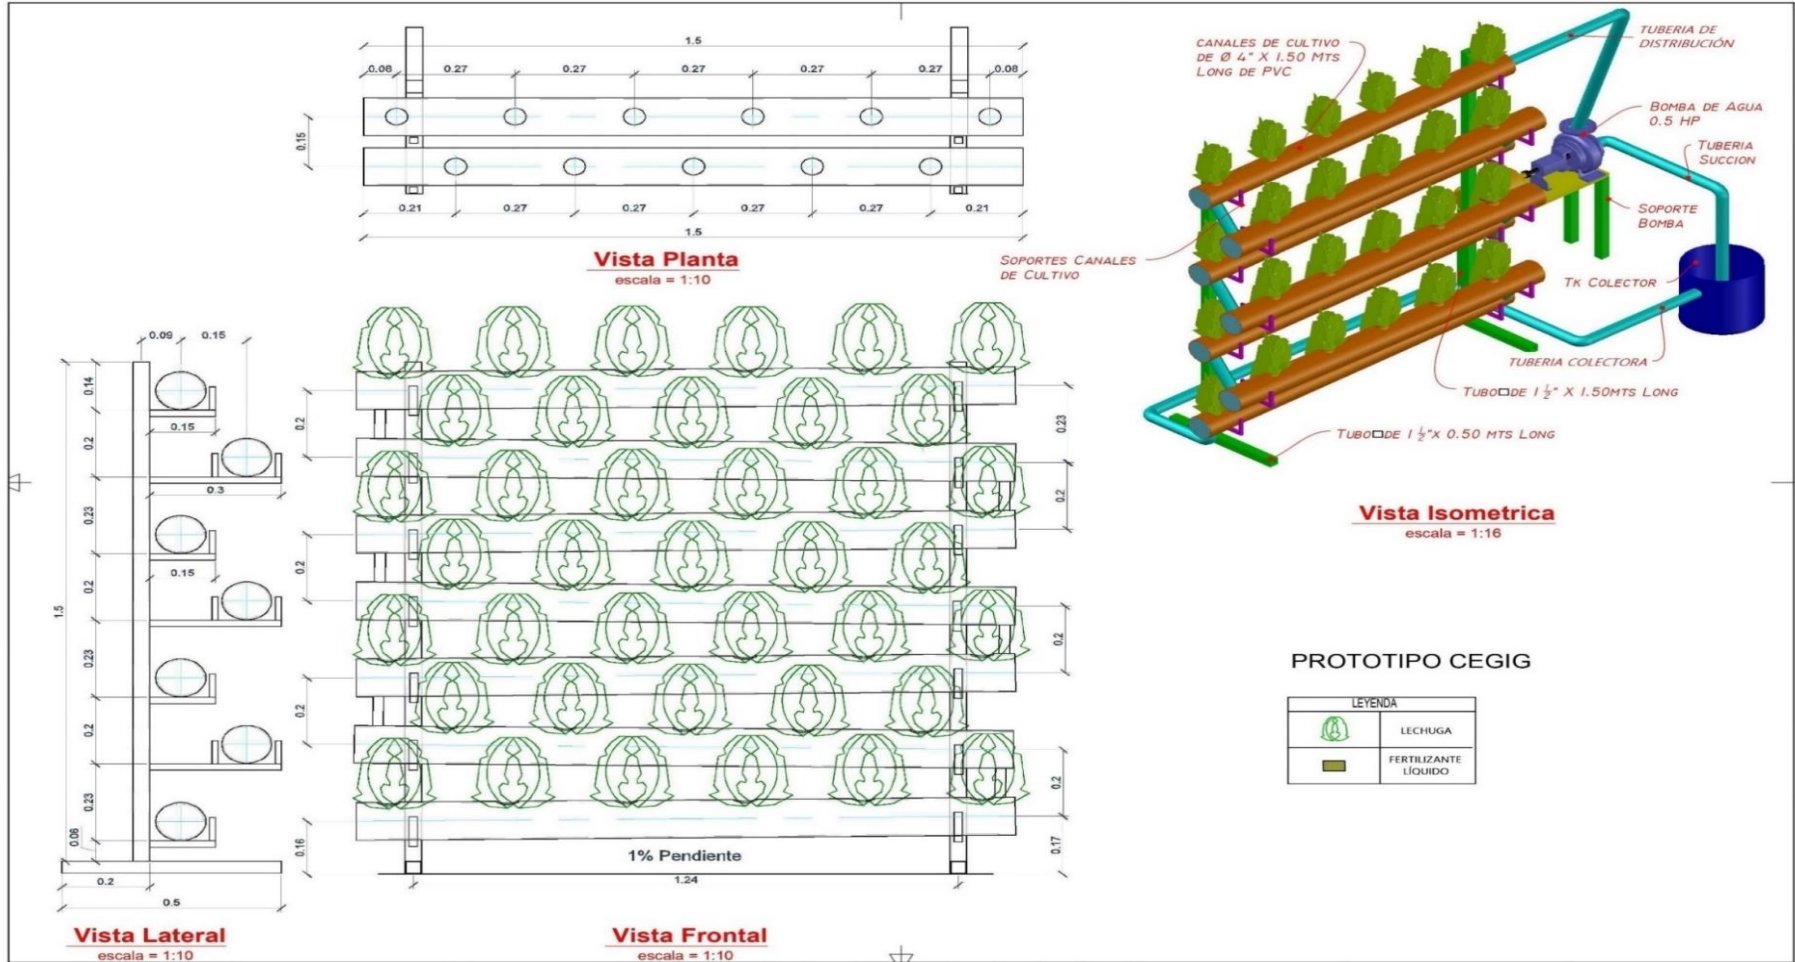 1.5
0.08
0.27
0.27
0.27
0.27
0.27
0.08
0.15
0.21
0.27
0.27
0.27
0.27
0.21
1.5
Vista Planta
escala = 1:10
CANALES DE CULTIVO
DE Ø 4" X 1.50 MTS
LONG DE PVC
TUBERIA DE
DISTRIBUCIÓN
BOMBA DE AGUA
0.5 HP
TUBERIA
SUCCION
SOPORTE
BOMBA
SOPORTES CANALES
DE CULTIVO
TK COLECTOR
TUBERIA COLECTORA
TUBO□DE 1 ½" X 1.50MTS LONG
TUBO□DE 1 ½"X 0.50 MTS LONG
Vista Isometrica
escala = 1:16
0.09
0.15
0.14
0.2
0.23
0.2
0.23
0.2
0.23
0.06
1.5
0.15
0.3
0.15
0.2
0.5
Vista Lateral
escala = 1:10
0.2
0.2
0.2
0.16
0.23
0.2
0.2
0.2
0.17
1% Pendiente
1.24
Vista Frontal
escala = 1:10
PROTOTIPO CEGIG
LEYENDA
LECHUGA
FERTILIZANTE
LÍQUIDO